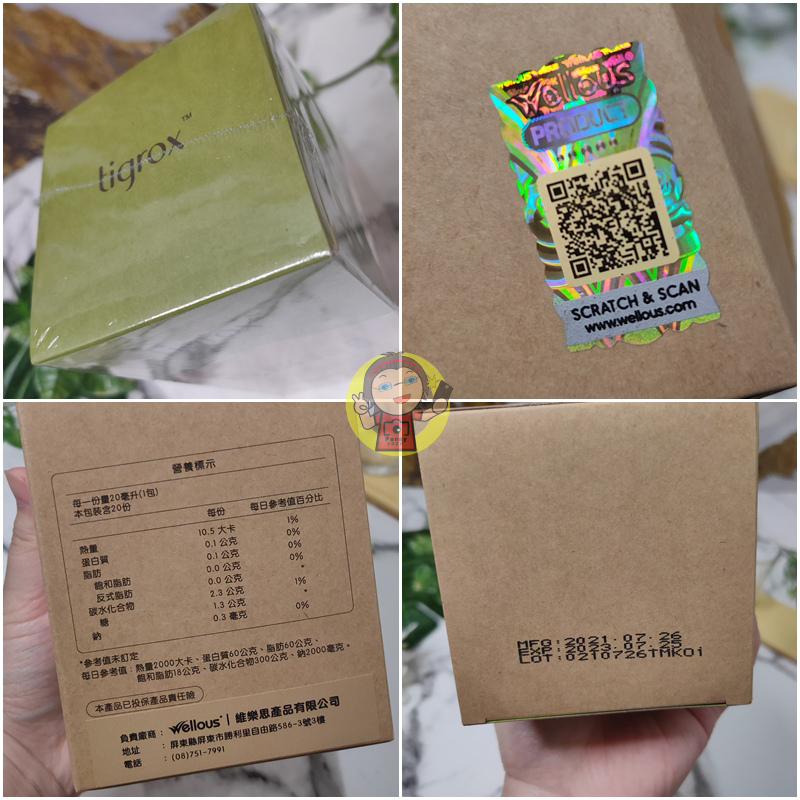 tigrox™
Wellous
PRODUCT
SCRATCH & SCAN
www.wellous.com
Penny
營養標示
每一份量20毫升(1包)
本包裝含20份
每份 每日參考值百分比
熱量 10.5 大卡 1%
蛋白質 0.1 公克 0%
脂肪 0.1 公克 0%
飽和脂肪 0.0 公克 0%
反式脂肪 0.0 公克 *
碳水化合物 2.3 公克 1%
糖 1.3 公克 *
鈉 0.3 毫克 0%
*參考值未訂定
每日參考值：熱量2000大卡、蛋白質60公克、脂肪60公克、
飽和脂肪18公克、碳水化合物300公克、鈉2000毫克。
本產品已投保產品責任險
負責廠商：Wellous | 維樂思產品有限公司
地址：屏東縣屏東市勝利里自由路586-3號3樓
電話：(08)751-7991
MFG:2021.07.26
EXP:2023.07.25
LOT:0210726TMK01